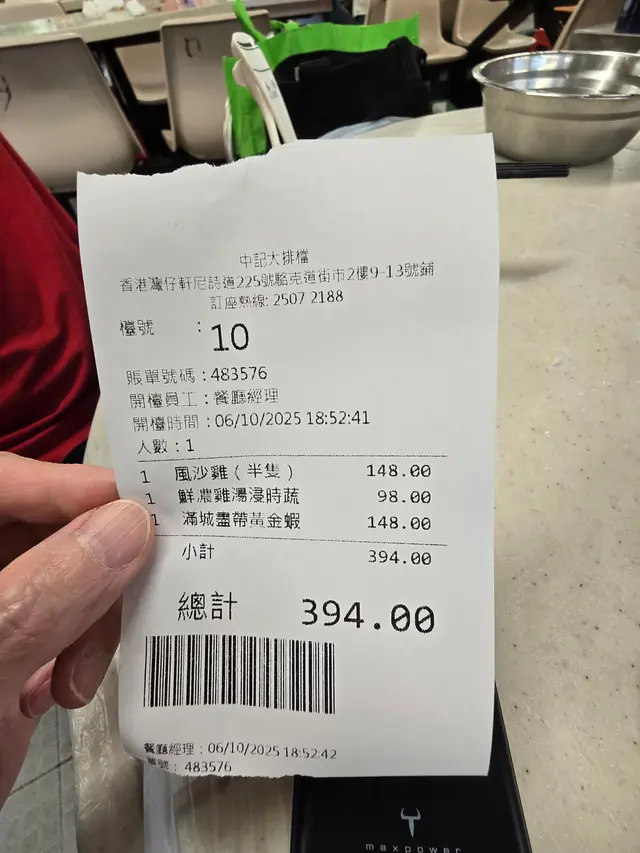 中記大排檔
香港灣仔軒尼詩道225號駱克道街市2樓9-13號鋪
訂座熱線: 2507 2188
檯號 : 10
賬單號碼：483576
開檯員工：餐廳經理
開檯時間：06/10/2025 18:52:41
人數：1
1 風沙雞（半隻） 148.00
1 鮮濃雞湯浸時蔬 98.00
1 滿城盡帶黃金蝦 148.00
小計 394.00
總計 394.00
餐廳經理：06/10/2025 18:52:42
單號：483576
maxpower